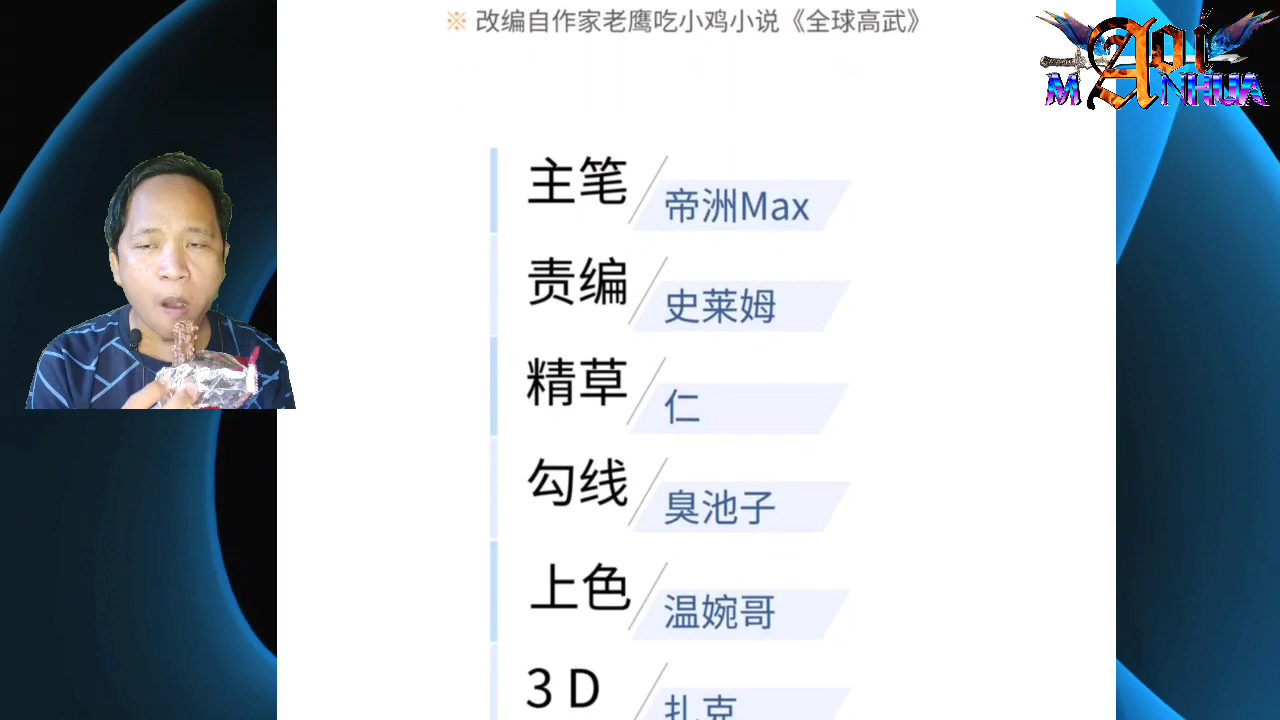 ※ 改编自作家老鹰吃小鸡小说《全球高武》
Aoi
MANHUA
主笔
帝洲Max
责编
史莱姆
精草
仁
勾线
臭池子
上色
温婉哥
3D
扎克